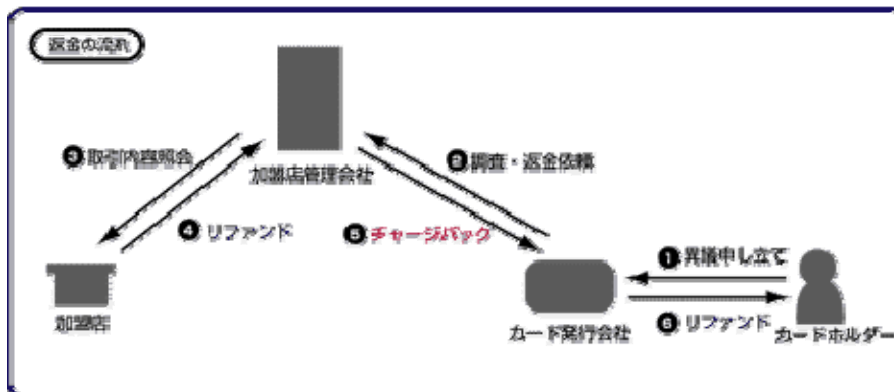 返金の流れ
❸取引内容照会
加盟店管理会社
❷調査・返金依頼
❹リファンド
❺チャージバック
❶異議申し立て
加盟店
カード発行会社
❻リファンド
カードホルダー